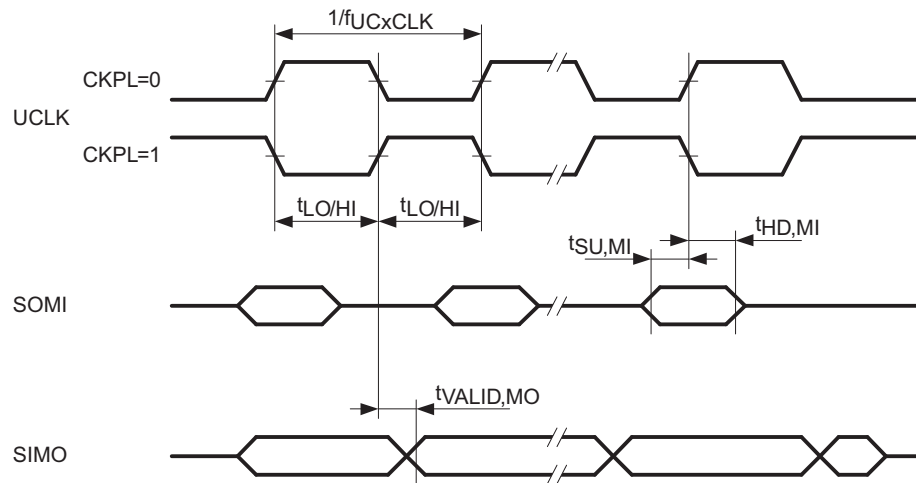 1/fUCxCLK
CKPL=0
UCLK
CKPL=1
tLO/HI tLO/HI
tHD,MI
tSU,MI
SOMI
tVALID,MO
SIMO